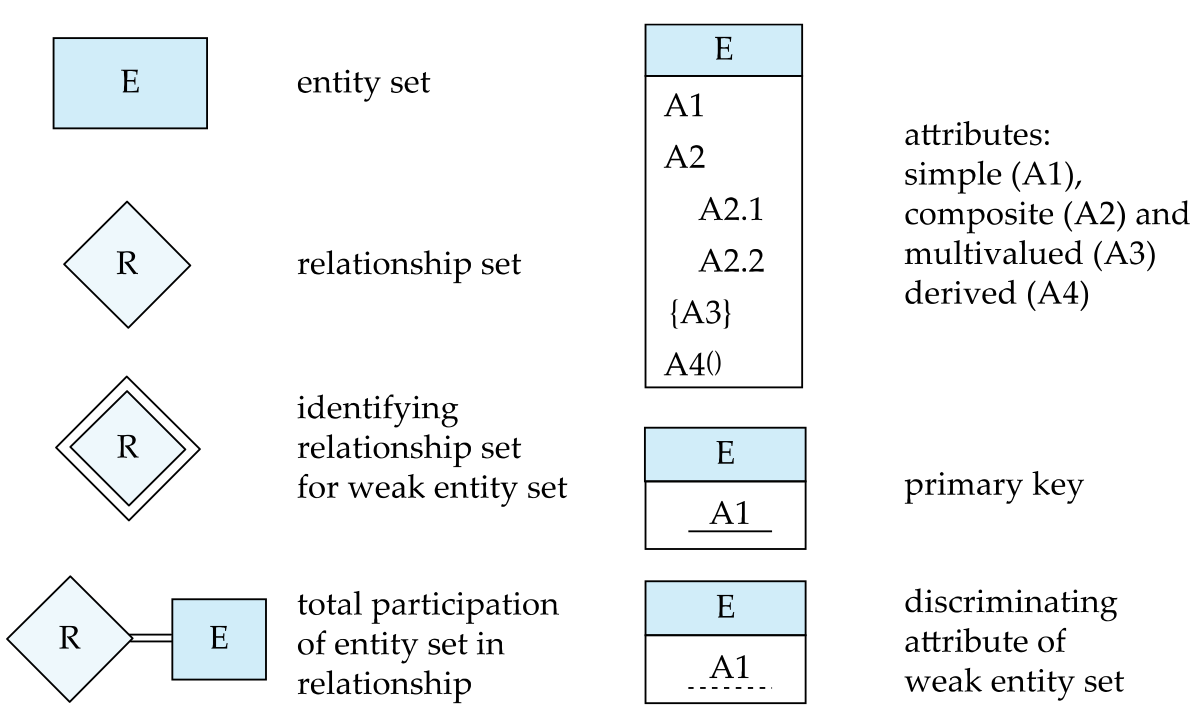 E
entity set
R
relationship set
R
identifying
relationship set
for weak entity set
R
E
total participation
of entity set in
relationship
E
A1
A2
A2.1
A2.2
{A3}
A4()
attributes:
simple (A1),
composite (A2) and
multivalued (A3)
derived (A4)
E
A1
primary key
E
A1
discriminating
attribute of
weak entity set